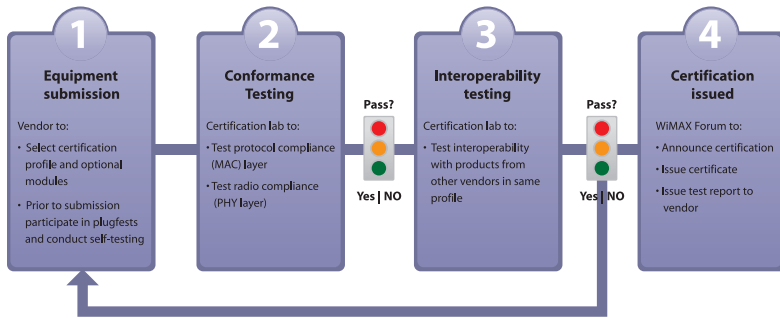 1
Equipment
submission
Vendor to:
• Select certification
profile and optional
modules
• Prior to submission
participate in plugfests
and conduct self-testing
2
Conformance
Testing
Certification lab to:
• Test protocol compliance
(MAC) layer
• Test radio compliance
(PHY layer)
Pass?
Yes | NO
3
Interoperability
testing
Certification lab to:
• Test interoperability
with products from
other vendors in same
profile
Pass?
Yes | NO
4
Certification
issued
WiMAX Forum to:
• Announce certification
• Issue certificate
• Issue test report to
vendor